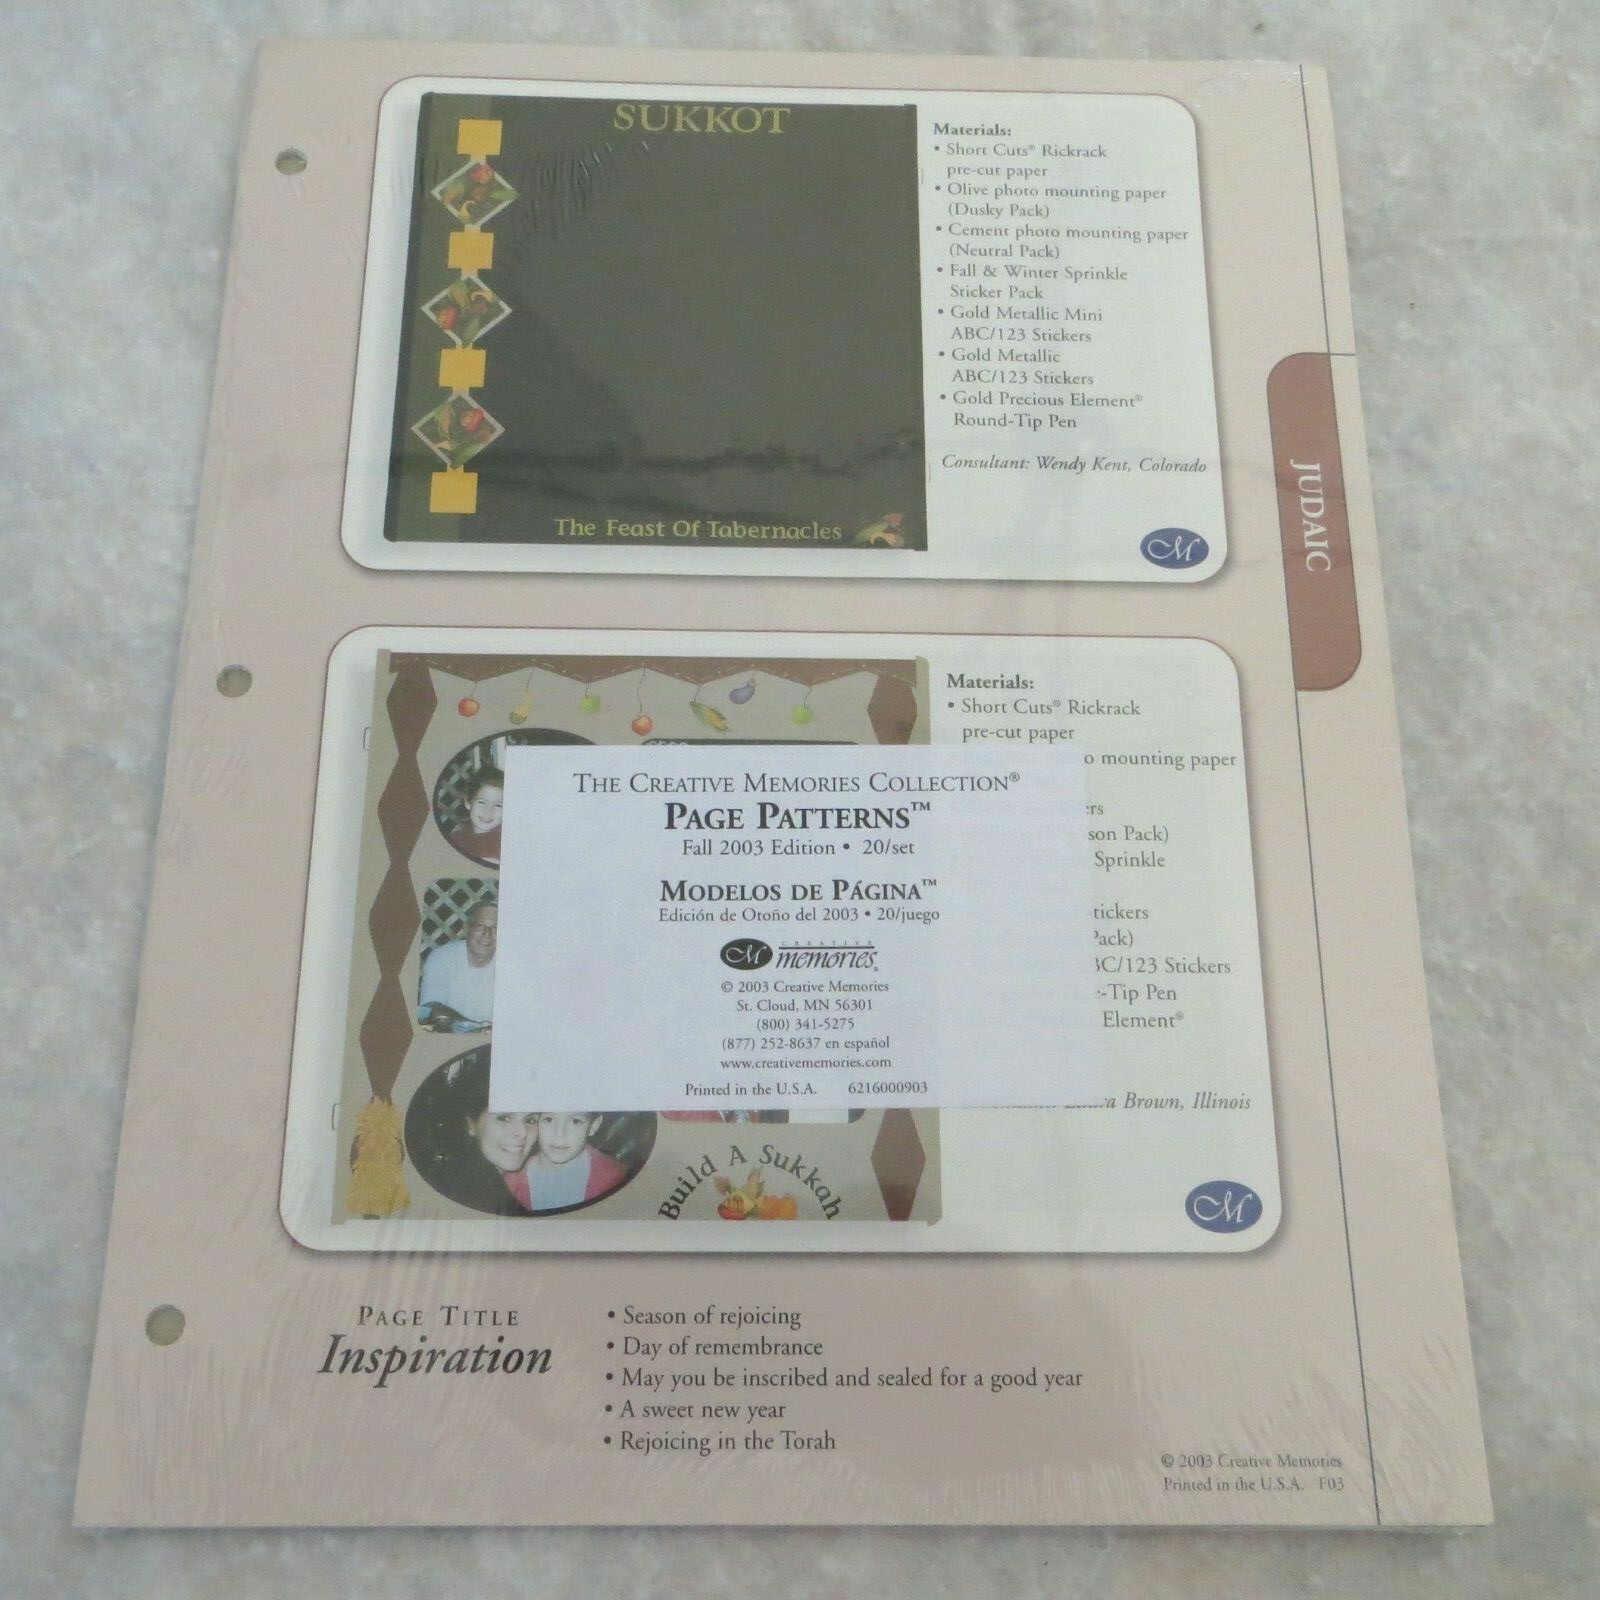 SUKKOT
The Feast Of Tabernacles
Materials:
• Short Cuts® Rickrack
pre-cut paper
• Olive photo mounting paper
(Dusky Pack)
• Cement photo mounting paper
(Neutral Pack)
• Fall & Winter Sprinkle
Sticker Pack
• Gold Metallic Mini
ABC/123 Stickers
• Gold Metallic
ABC/123 Stickers
• Gold Precious Element®
Round-Tip Pen
Consultant: Wendy Kent, Colorado
M
JUDAIC
Materials:
• Short Cuts® Rickrack
pre-cut paper
mounting paper
Pack)
Sprinkle
Stickers
-Tip Pen
Element®
Brown, Illinois
M
Build A Sukkah
THE CREATIVE MEMORIES COLLECTION®
PAGE PATTERNS™
Fall 2003 Edition • 20/set
MODELOS DE PÁGINA™
Edición de Otoño del 2003 • 20/juego
M CREATIVE
memories®
© 2003 Creative Memories
St. Cloud, MN 56301
(800) 341-5275
(877) 252-8637 en español
www.creativememories.com
Printed in the U.S.A. 6216000903
PAGE TITLE
Inspiration
• Season of rejoicing
• Day of remembrance
• May you be inscribed and sealed for a good year
• A sweet new year
• Rejoicing in the Torah
© 2003 Creative Memories
Printed in the U.S.A. F03